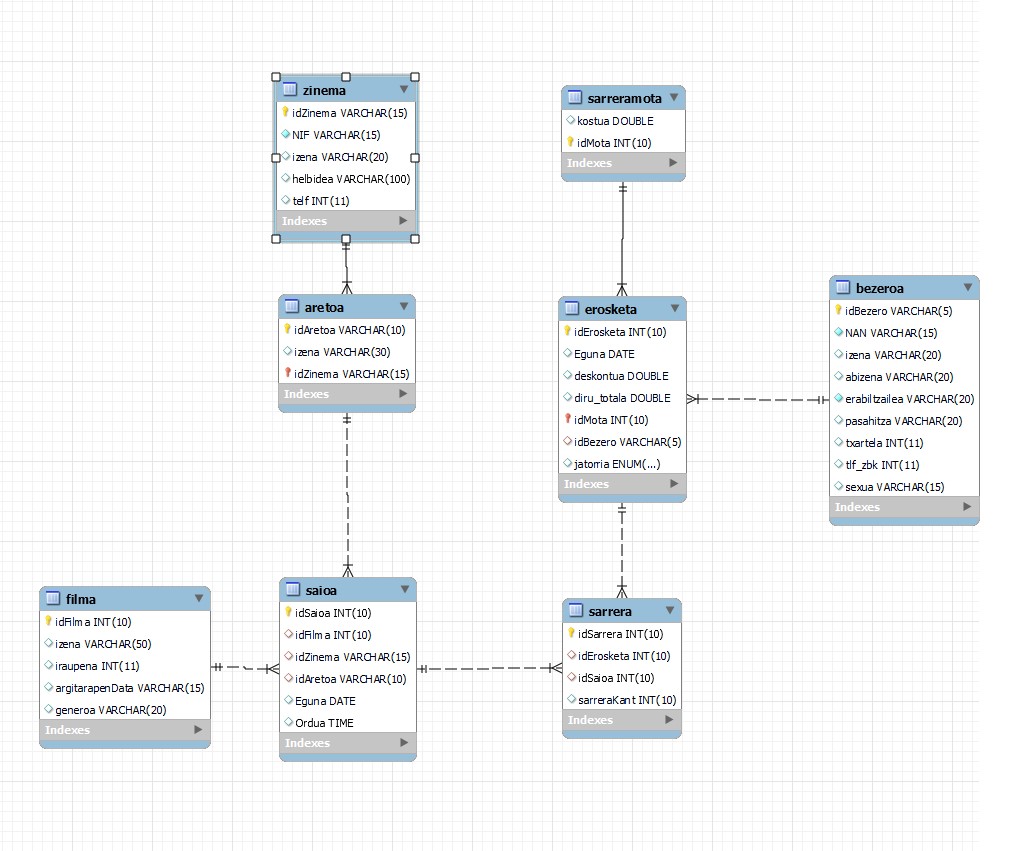 zinema
idZinema VARCHAR(15)
NIF VARCHAR(15)
izena VARCHAR(20)
helbidea VARCHAR(100)
telf INT(11)
Indexes
sarreramota
kostua DOUBLE
idMota INT(10)
Indexes
aretoa
idAretoa VARCHAR(10)
izena VARCHAR(30)
idZinema VARCHAR(15)
Indexes
erosketa
idErosketa INT(10)
Eguna DATE
deskontua DOUBLE
diru_totala DOUBLE
idMota INT(10)
idBezero VARCHAR(5)
jatorria ENUM(...)
Indexes
bezeroa
idBezero VARCHAR(5)
NAN VARCHAR(15)
izena VARCHAR(20)
abizena VARCHAR(20)
erabiltzailea VARCHAR(20)
pasahitza VARCHAR(20)
txartela INT(11)
tlf_zbk INT(11)
sexua VARCHAR(15)
Indexes
filma
idFilma INT(10)
izena VARCHAR(50)
iraupena INT(11)
argitarapenData VARCHAR(15)
generoa VARCHAR(20)
Indexes
saioa
idSaioa INT(10)
idFilma INT(10)
idZinema VARCHAR(15)
idAretoa VARCHAR(10)
Eguna DATE
Ordua TIME
Indexes
sarrera
idSarrera INT(10)
idErosketa INT(10)
idSaioa INT(10)
sarreraKant INT(10)
Indexes